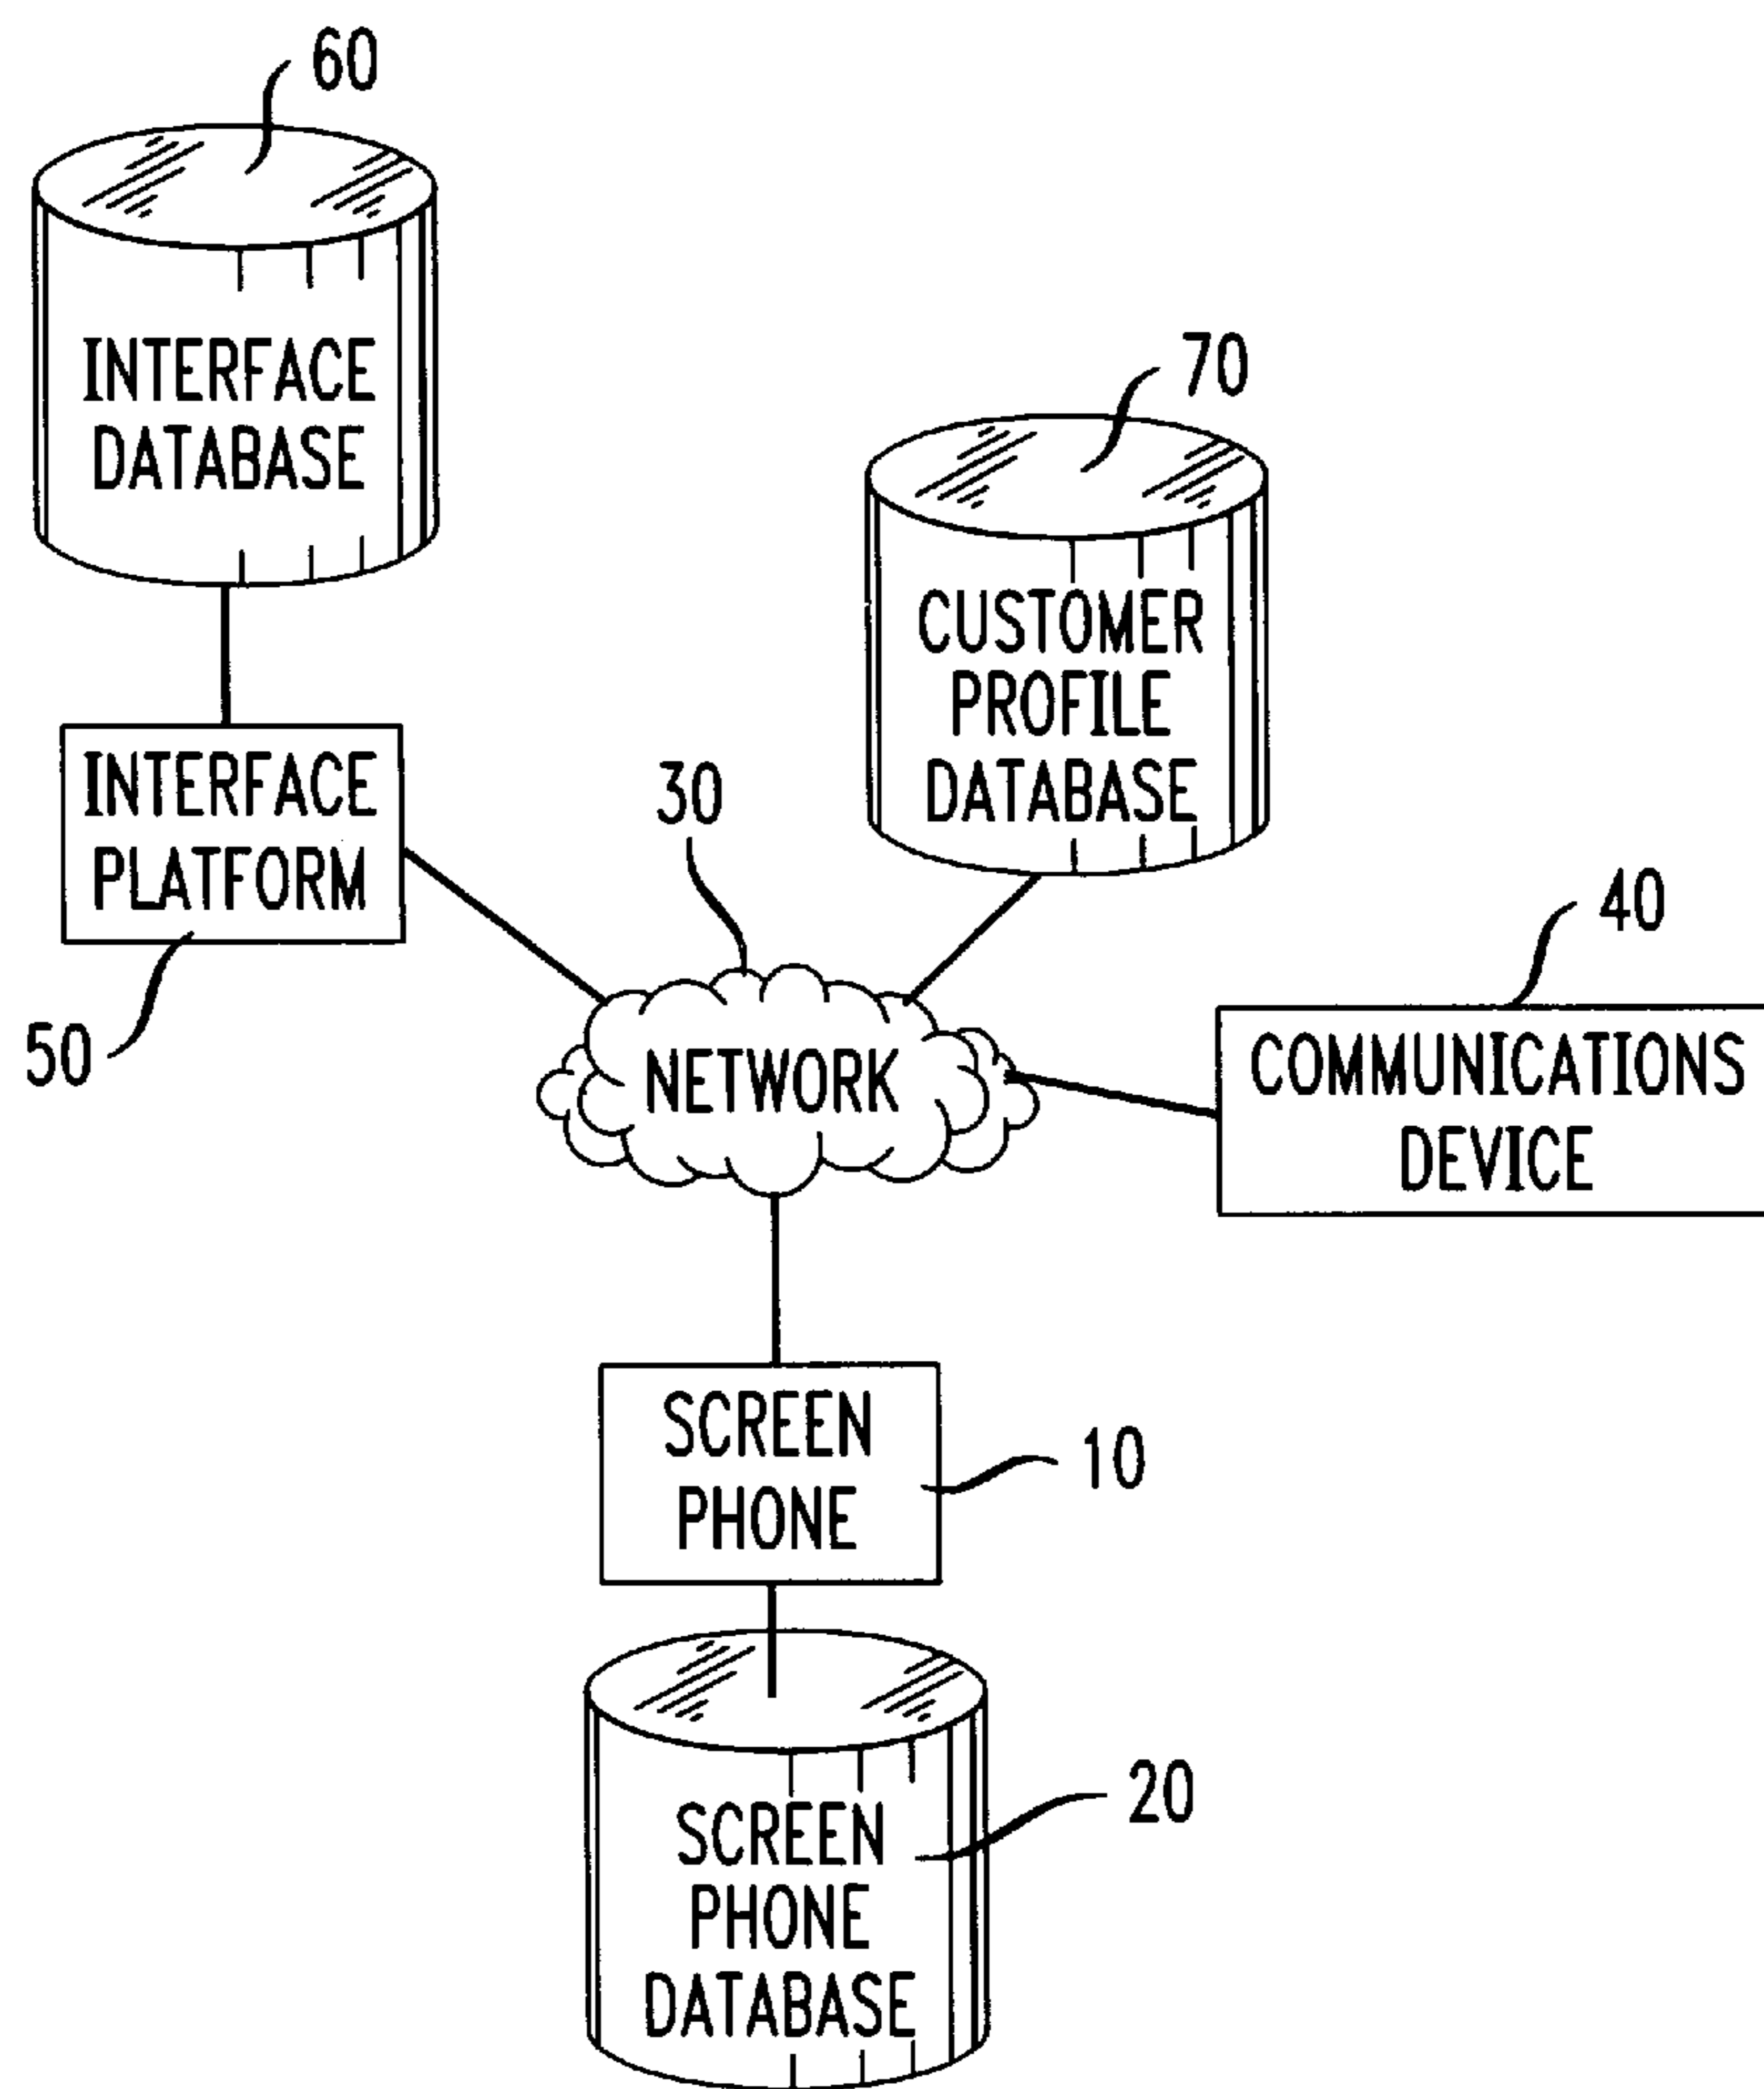 60
INTERFACE
DATABASE
70
CUSTOMER
PROFILE
DATABASE
INTERFACE
PLATFORM
30
40
50
NETWORK
COMMUNICATIONS
DEVICE
SCREEN
PHONE
10
20
SCREEN
PHONE
DATABASE